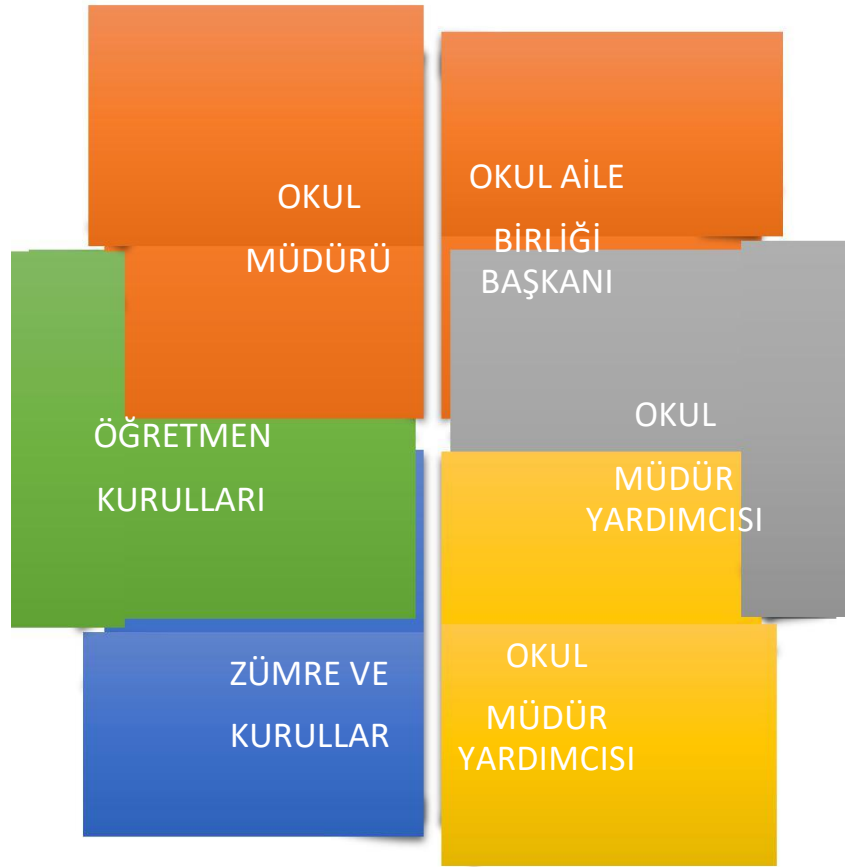 OKUL
MÜDÜRÜ
OKUL AİLE
BİRLİĞİ
BAŞKANI
ÖĞRETMEN
KURULLARI
OKUL
MÜDÜR
YARDIMCISI
ZÜMRE VE
KURULLAR
OKUL
MÜDÜR
YARDIMCISI